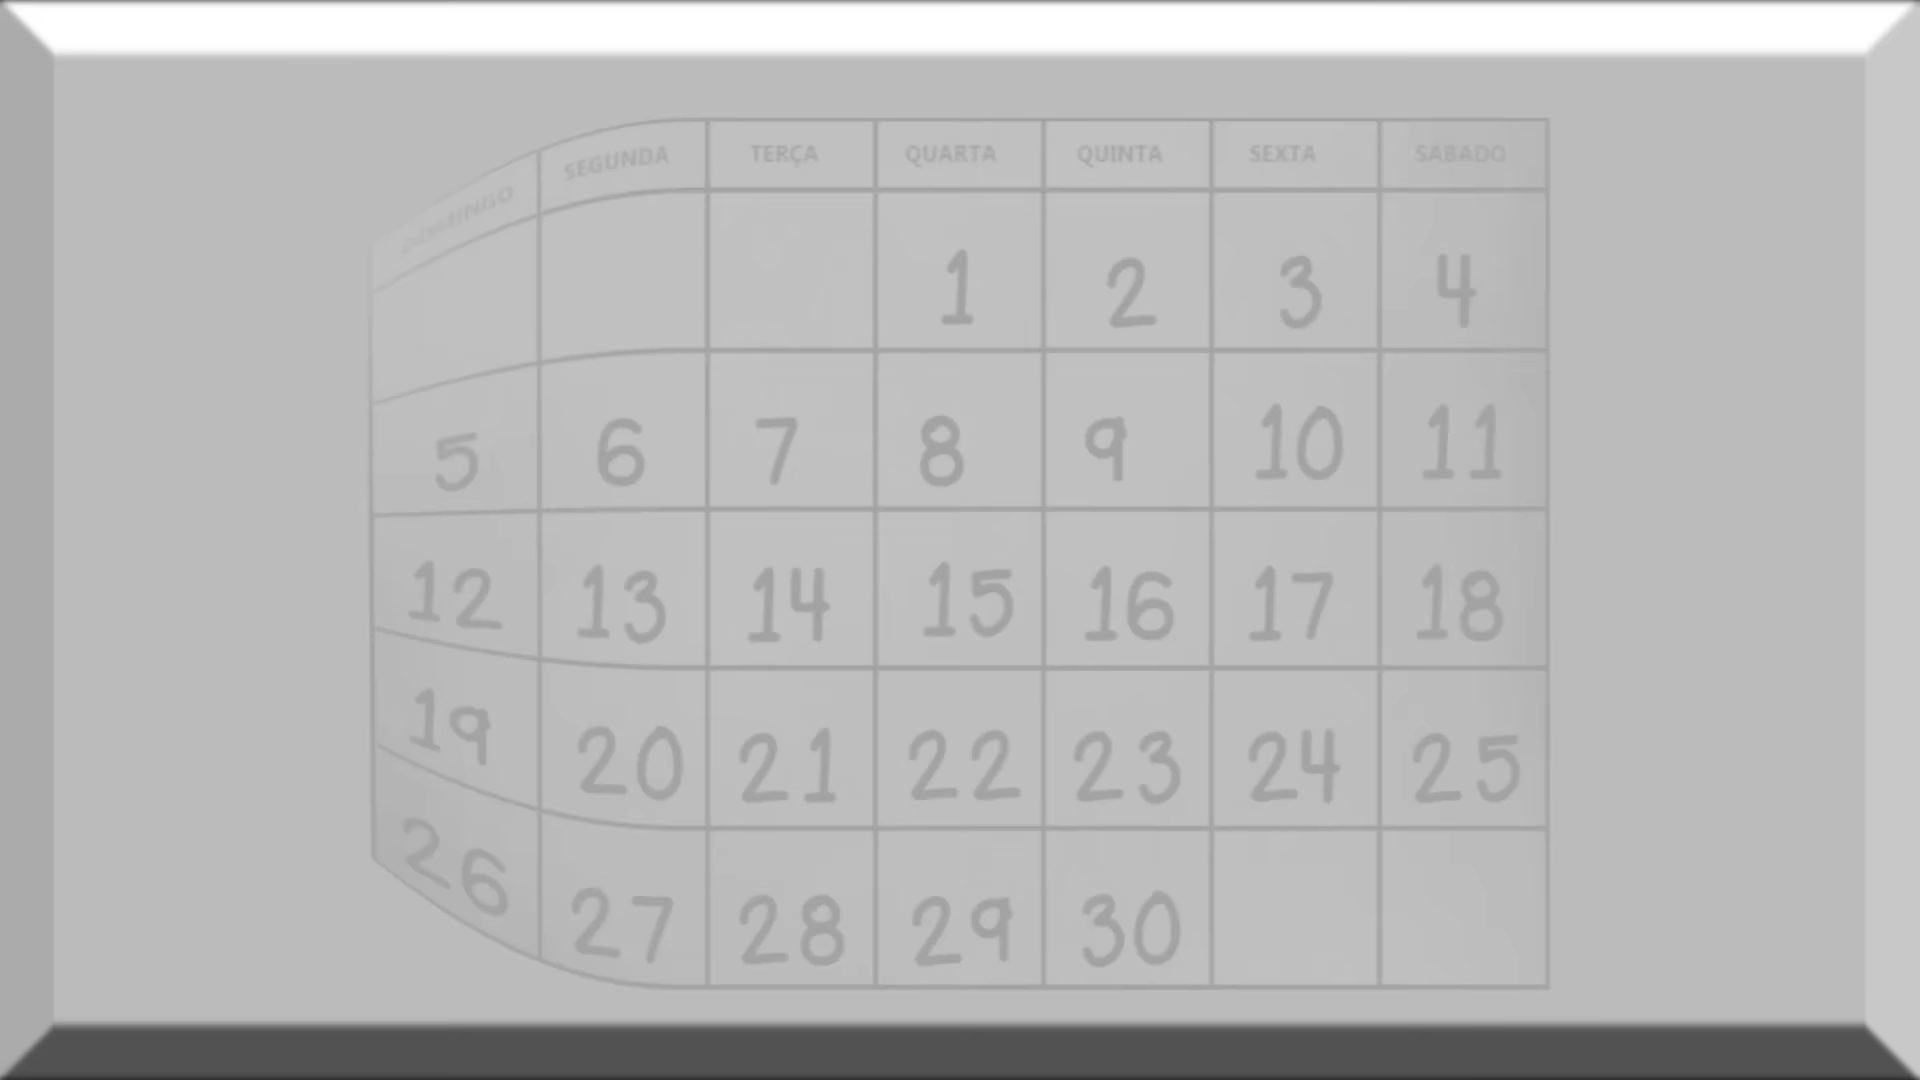 DOMINGO SEGUNDA TERÇA QUARTA QUINTA SEXTA SABADO
1 2 3 4
5 6 7 8 9 10 11
12 13 14 15 16 17 18
19 20 21 22 23 24 25
26 27 28 29 30